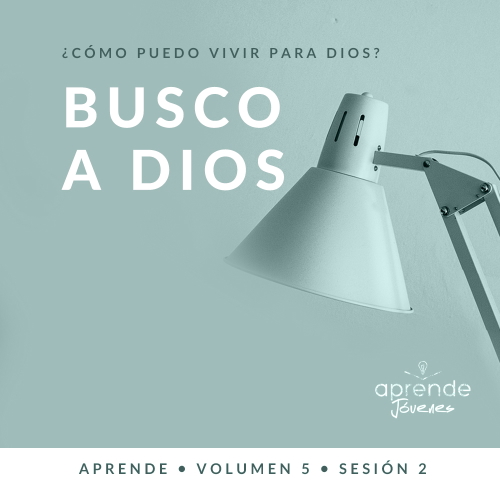 ¿CÓMO PUEDO VIVIR PARA DIOS?
BUSCO
A DIOS
aprende
Jóvenes
APRENDE • VOLUMEN 5 • SESIÓN 2